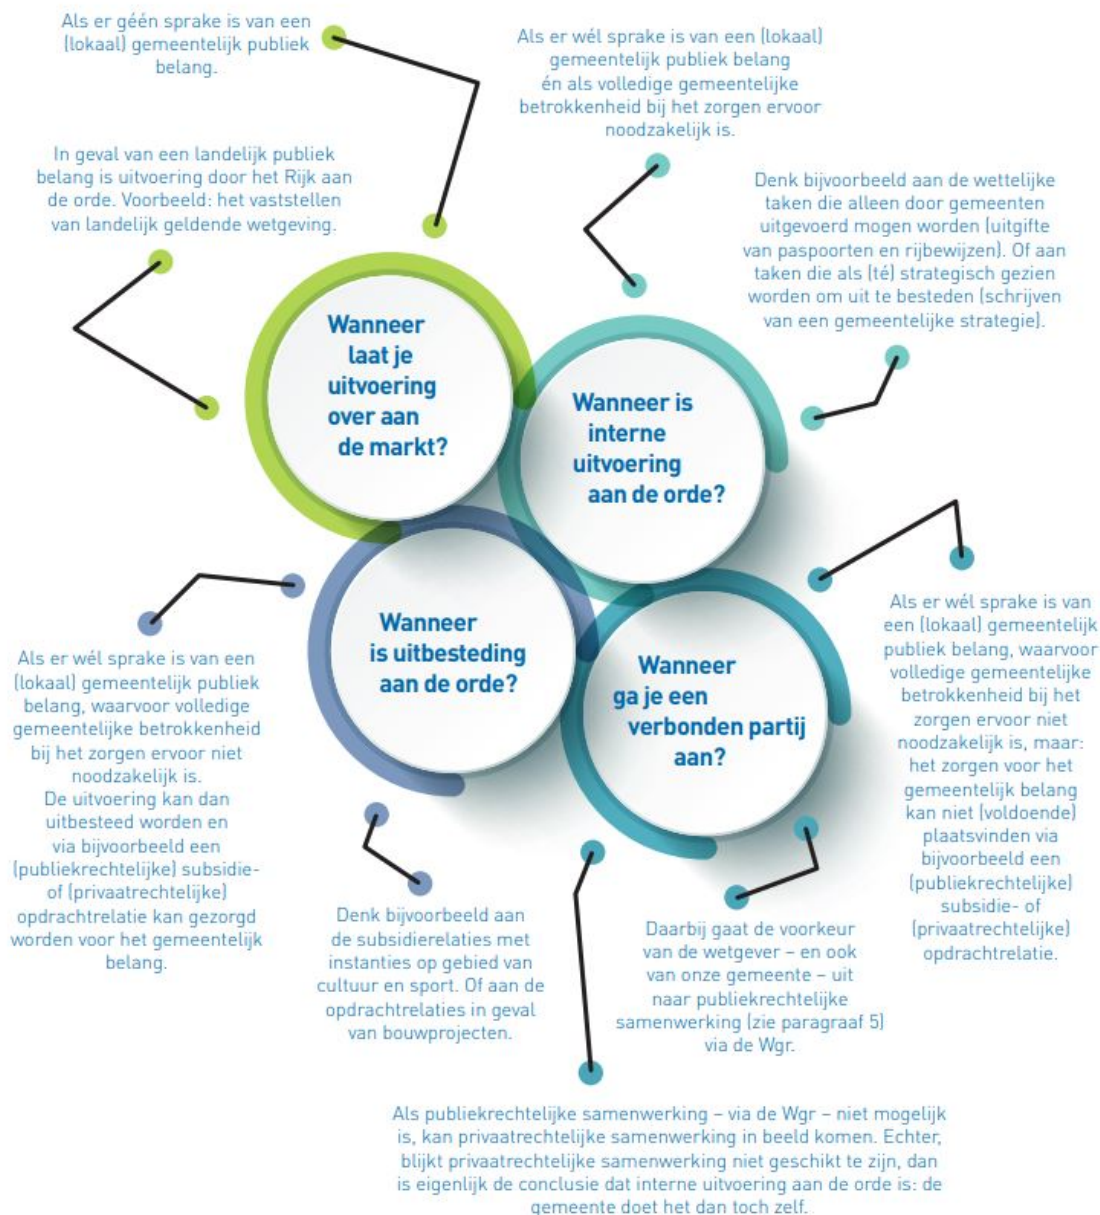 Als er géén sprake is van een
(lokaal) gemeentelijk publiek
belang.
In geval van een landelijk publiek
belang is uitvoering door het Rijk aan
de orde. Voorbeeld: het vaststellen
van landelijk geldende wetgeving.
Wanneer
laat je
uitvoering
over aan
de markt?
Als er wél sprake is van een (lokaal)
gemeentelijk publiek belang
én als volledige gemeentelijke
betrokkenheid bij het zorgen ervoor
noodzakelijk is.
Denk bijvoorbeeld aan de wettelijke
taken die alleen door gemeenten
uitgevoerd mogen worden (uitgifte
van paspoorten en rijbewijzen). Of aan
taken die als (té) strategisch gezien
worden om uit te besteden (schrijven
van een gemeentelijke strategie).
Wanneer is
interne
uitvoering
aan de orde?
Wanneer
is uitbesteding
aan de orde?
Als er wél sprake is van een
(lokaal) gemeentelijk publiek
belang, waarvoor volledige
gemeentelijke betrokkenheid
bij het zorgen ervoor niet
noodzakelijk is.
De uitvoering kan dan
uitbesteed worden en
via bijvoorbeeld een
(publiekrechtelijke) subsidie-
of (privaatrechtelijke)
opdrachtrelatie kan gezorgd
worden voor het gemeentelijk
belang.
Denk bijvoorbeeld aan
de subsidierelaties met
instanties op gebied van
cultuur en sport. Of aan de
opdrachtrelaties in geval
van bouwprojecten.
Wanneer
ga je een
verbonden partij
aan?
Als er wél sprake is van
een (lokaal) gemeentelijk
publiek belang, waarvoor
volledige gemeentelijke
betrokkenheid bij het
zorgen ervoor niet
noodzakelijk is, maar:
het zorgen voor het
gemeentelijk belang
kan niet (voldoende)
plaatsvinden via
bijvoorbeeld een
(publiekrechtelijke)
subsidie- of
(privaatrechtelijke)
opdrachtrelatie.
Daarbij gaat de voorkeur
van de wetgever – en ook
van onze gemeente – uit
naar publiekrechtelijke
samenwerking (zie paragraaf 5)
via de Wgr.
Als publiekrechtelijke samenwerking – via de Wgr – niet mogelijk
is, kan privaatrechtelijke samenwerking in beeld komen. Echter,
blijkt privaatrechtelijke samenwerking niet geschikt te zijn, dan
is eigenlijk de conclusie dat interne uitvoering aan de orde is: de
gemeente doet het dan toch zelf.